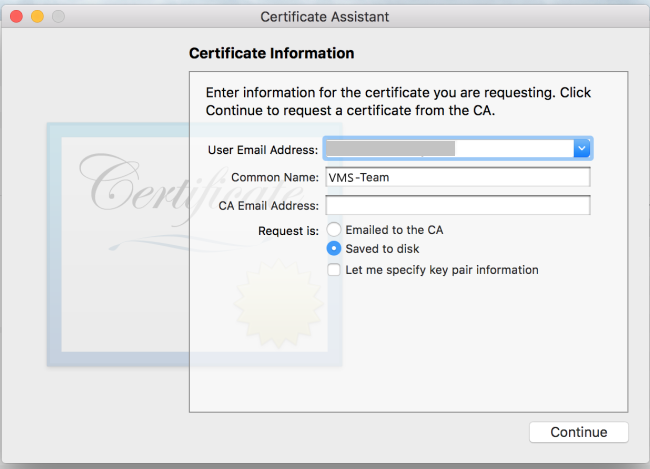 Certificate Assistant
Certificate Information
Enter information for the certificate you are requesting. Click
Continue to request a certificate from the CA.
Certificate
User Email Address:
Common Name: VMS-Team
CA Email Address:
Request is: Emailed to the CA
Saved to disk
Let me specify key pair information
Continue